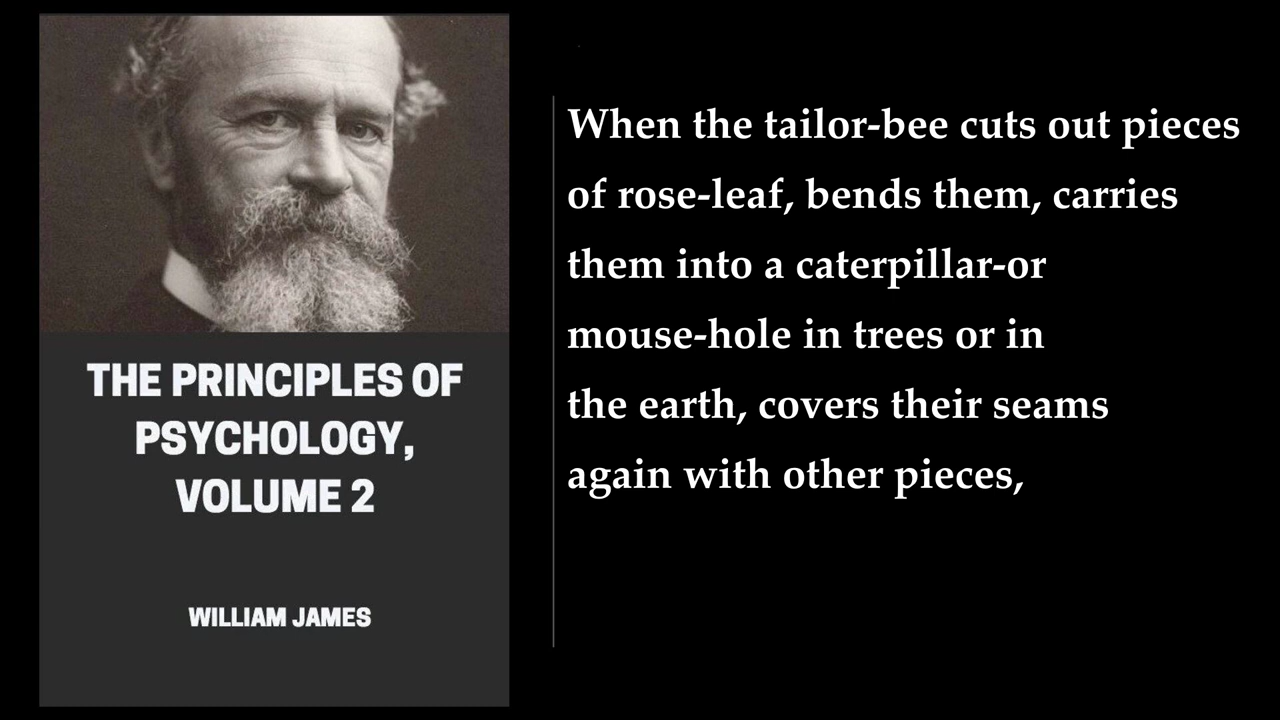 THE PRINCIPLES OF
PSYCHOLOGY,
VOLUME 2
WILLIAM JAMES
When the tailor-bee cuts out pieces
of rose-leaf, bends them, carries
them into a caterpillar-or
mouse-hole in trees or in
the earth, covers their seams
again with other pieces,